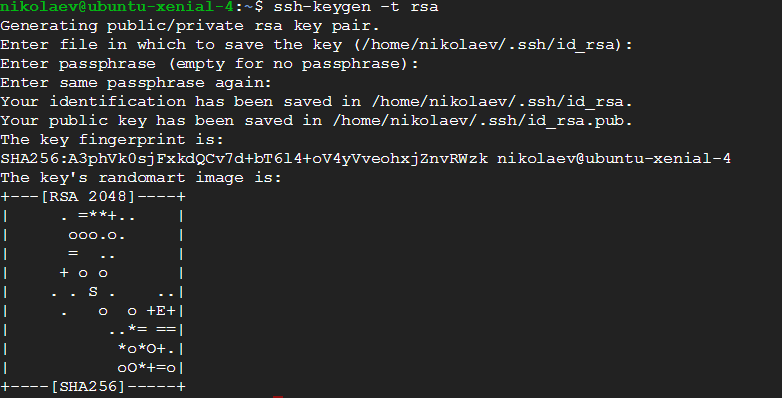 nikolaev@ubuntu-xenial-4:~$ ssh-keygen -t rsa
Generating public/private rsa key pair.
Enter file in which to save the key (/home/nikolaev/.ssh/id_rsa):
Enter passphrase (empty for no passphrase):
Enter same passphrase again:
Your identification has been saved in /home/nikolaev/.ssh/id_rsa.
Your public key has been saved in /home/nikolaev/.ssh/id_rsa.pub.
The key fingerprint is:
SHA256:A3phVk0sjFxkdQCv7d+bT6l4+oV4yVveohxjZnvRWzk nikolaev@ubuntu-xenial-4
The key's randomart image is:
+---[RSA 2048]----+
|      . =**+..     |
|       ooo.o.      |
|       =  ..       |
|      + o o        |
|     . . S .     ..|
|      .   o  o +E+|
|           ..*= ==|
|            *o*O+.|
|            oO*+=o|
+----[SHA256]-----+